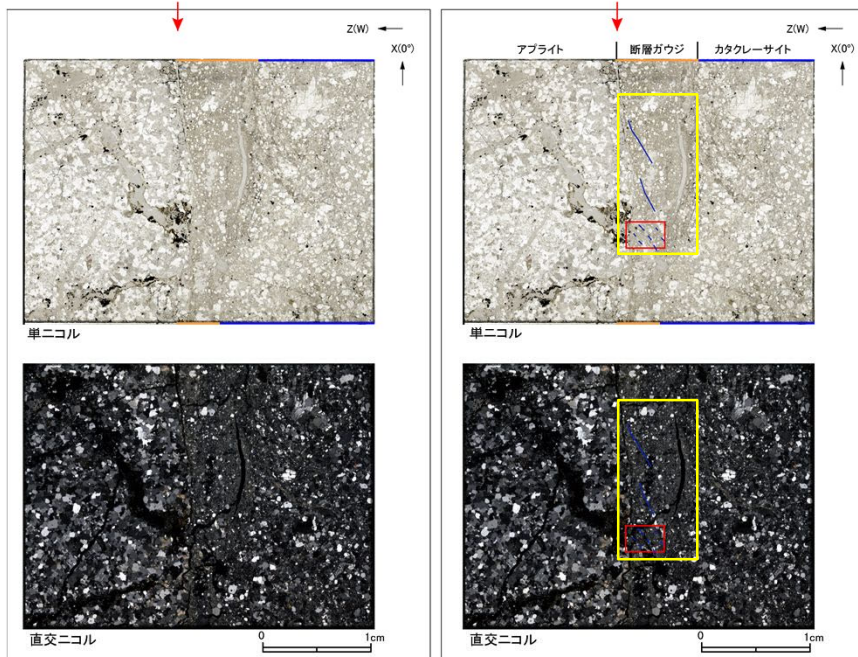 Z(W)
X(0°)
単ニコル
直交ニコル
0
1cm
Z(W)
アプライト
断層ガウジ
カタクレーサイト
X(0°)
単ニコル
直交ニコル
0
1cm